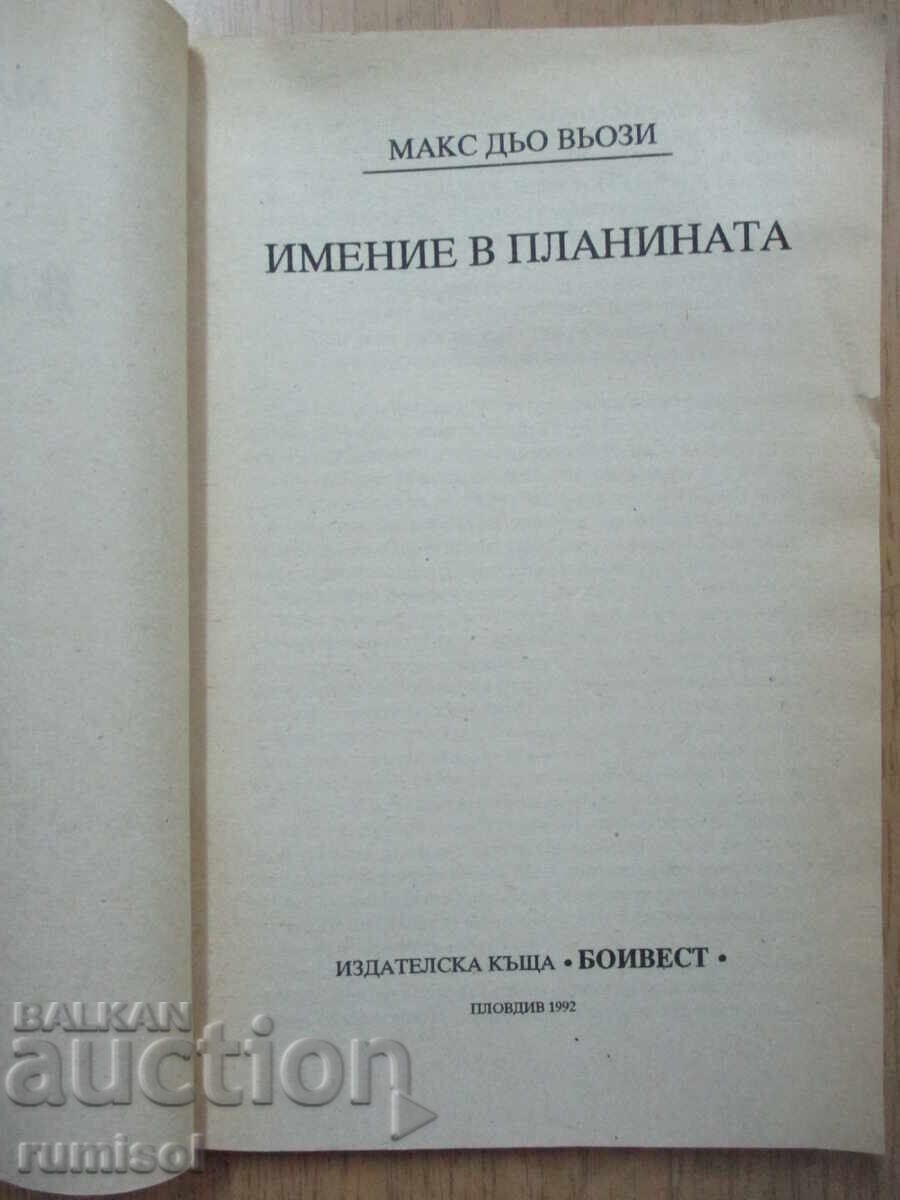 МАКС ДЬО ВЬОЗИ
ИМЕНИЕ В ПЛАНИНАТА
ИЗДАТЕЛСКА КЪЩА • БОИВЕСТ •
ПЛОВДИВ 1992
BALKAN
auction
rumisol